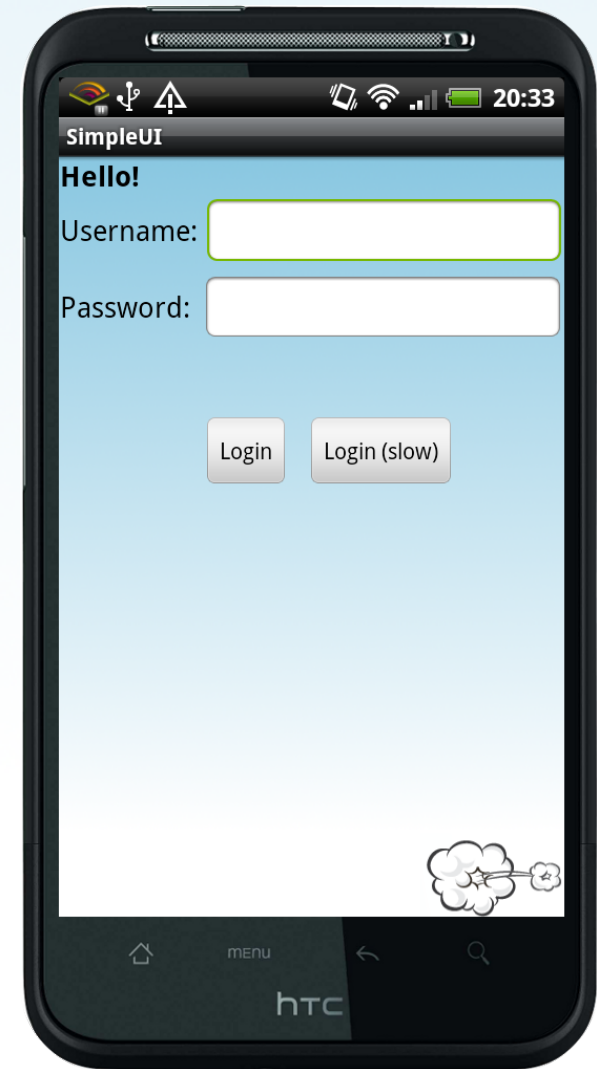 20:33
SimpleUI
Hello!
Username:
Password:
Login Login (slow)
MENU
hTC